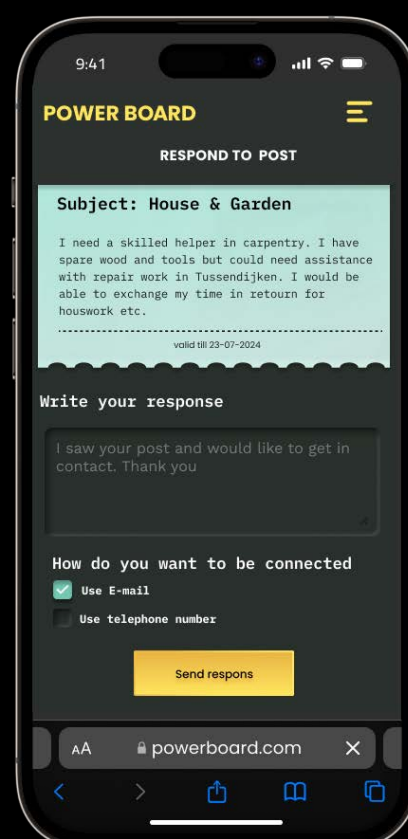 9:41
POWER BOARD
RESPOND TO POST
Subject: House & Garden
I need a skilled helper in carpentry. I have
spare wood and tools but could need assistance
with repair work in Tussendijken. I would be
able to exchange my time in retourn for
houswork etc.
valid till 23-07-2024
Write your response
I saw your post and would like to get in
contact. Thank you
How do you want to be connected
Use E-mail
Use telephone number
Send respons
AA powerboard.com